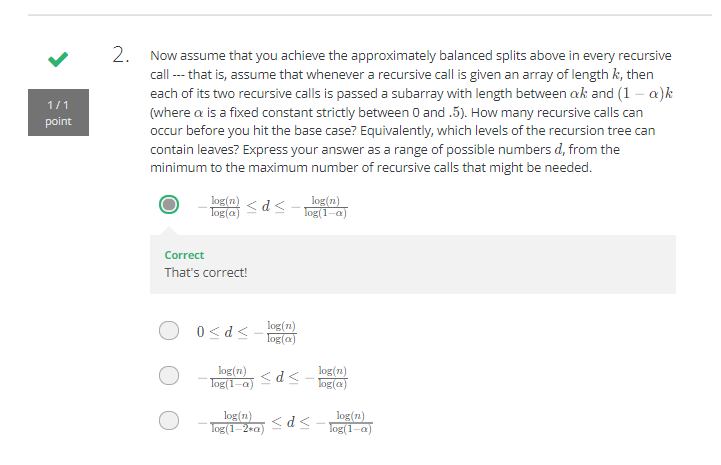 2.
Now assume that you achieve the approximately balanced splits above in every recursive
call --- that is, assume that whenever a recursive call is given an array of length k, then
each of its two recursive calls is passed a subarray with length between αk and (1 − α)k
(where α is a fixed constant strictly between 0 and .5). How many recursive calls can
occur before you hit the base case? Equivalently, which levels of the recursion tree can
contain leaves? Express your answer as a range of possible numbers d, from the
minimum to the maximum number of recursive calls that might be needed.
1 / 1
point
− log(n)/log(α) ≤ d ≤ − log(n)/log(1−α)
Correct
That's correct!
0 ≤ d ≤ − log(n)/log(α)
− log(n)/log(1−α) ≤ d ≤ − log(n)/log(α)
− log(n)/log(1−2∗α) ≤ d ≤ − log(n)/log(1−α)